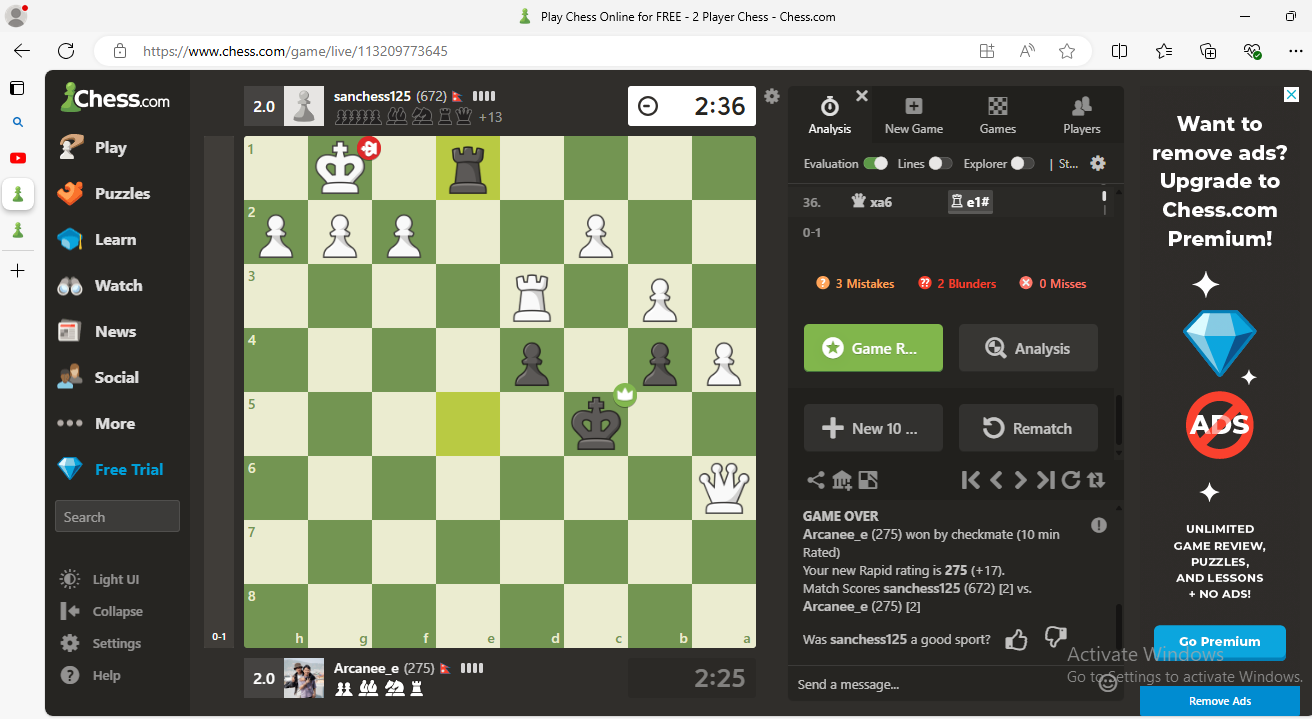 Play Chess Online for FREE - 2 Player Chess - Chess.com
https://www.chess.com/game/live/113209773645
Chess.com
Play
Puzzles
Learn
Watch
News
Social
More
Free Trial
Search
Light UI
Collapse
Settings
Help
2.0
sanchess125 (672)
+13
2:36
1
2
3
4
5
6
7
8
h g f e d c b a
0-1
2.0
Arcanee_e (275)
2:25
Analysis
New Game
Games
Players
Evaluation
Lines
Explorer
| St...
36. xa6 e1#
0-1
3 Mistakes
2 Blunders
0 Misses
Game R...
Analysis
New 10 ...
Rematch
GAME OVER
Arcanee_e (275) won by checkmate (10 min
Rated)
Your new Rapid rating is 275 (+17).
Match Scores sanchess125 (672) [2] vs.
Arcanee_e (275) [2]
Was sanchess125 a good sport?
Send a message...
Want to
remove ads?
Upgrade to
Chess.com
Premium!
ADS
UNLIMITED
GAME REVIEW,
PUZZLES,
AND LESSONS
+ NO ADS!
Go Premium
Activate Windows
Go to Settings to activate Windows.
Remove Ads